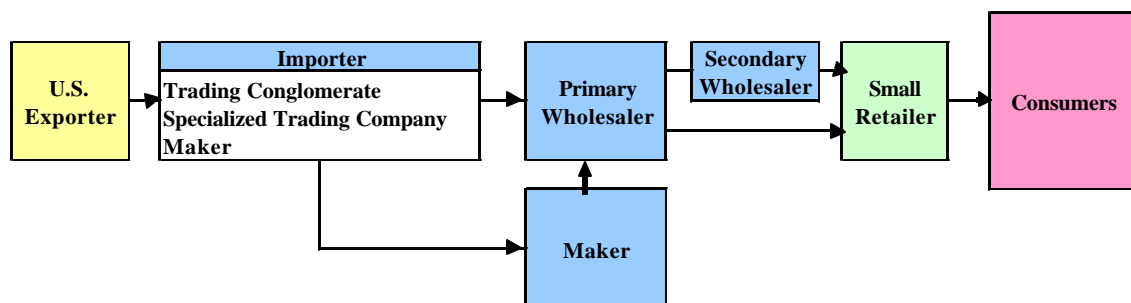 U.S.
Exporter
Importer
Trading Conglomerate
Specialized Trading Company
Maker
Primary
Wholesaler
Secondary
Wholesaler
Small
Retailer
Consumers
Maker